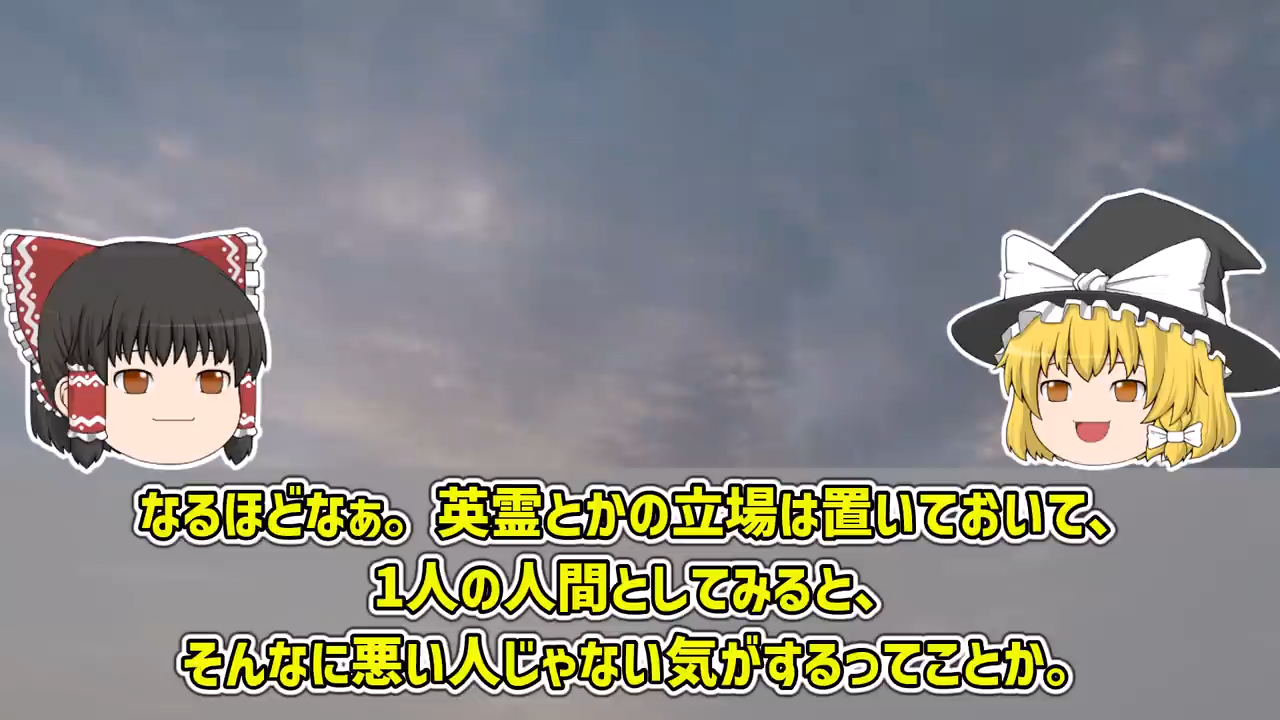 なるほどなぁ。英霊とかの立場は置いておいて、
1人の人間としてみると、
そんなに悪い人じゃない気がするってことか。